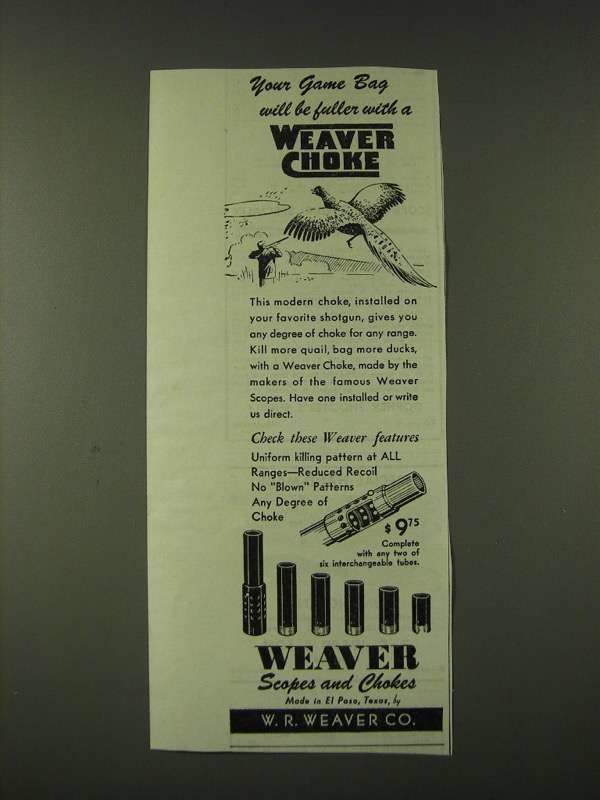 Your Game Bag
will be fuller with a
WEAVER
CHOKE
This modern choke, installed on
your favorite shotgun, gives you
any degree of choke for any range.
Kill more quail, bag more ducks,
with a Weaver Choke, made by the
makers of the famous Weaver
Scopes. Have one installed or write
us direct.
Check these Weaver features
Uniform killing pattern at ALL
Ranges—Reduced Recoil
No "Blown" Patterns
Any Degree of
Choke
$9.75
Complete
with any two of
six interchangeable tubes.
WEAVER
Scopes and Chokes
Made in El Paso, Texas, by
W. R. WEAVER CO.